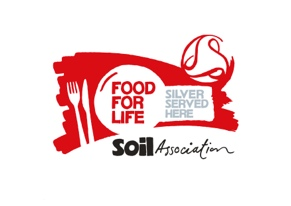 FOOD
FOR
LIFE
SILVER
SERVED
HERE
Soil Association